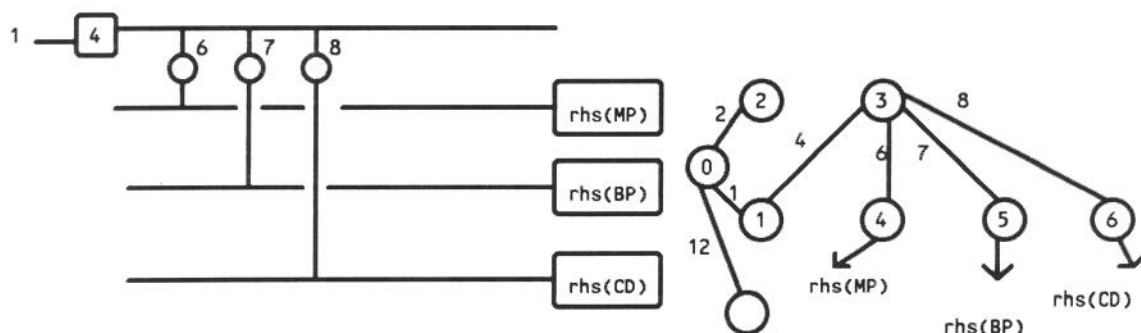 1 4 6 7 8
rhs(MP)
rhs(BP)
rhs(CD)
2 2 3 8
4
0 6 7
1
1 4 5 6
12
rhs(MP)
rhs(CD)
rhs(BP)